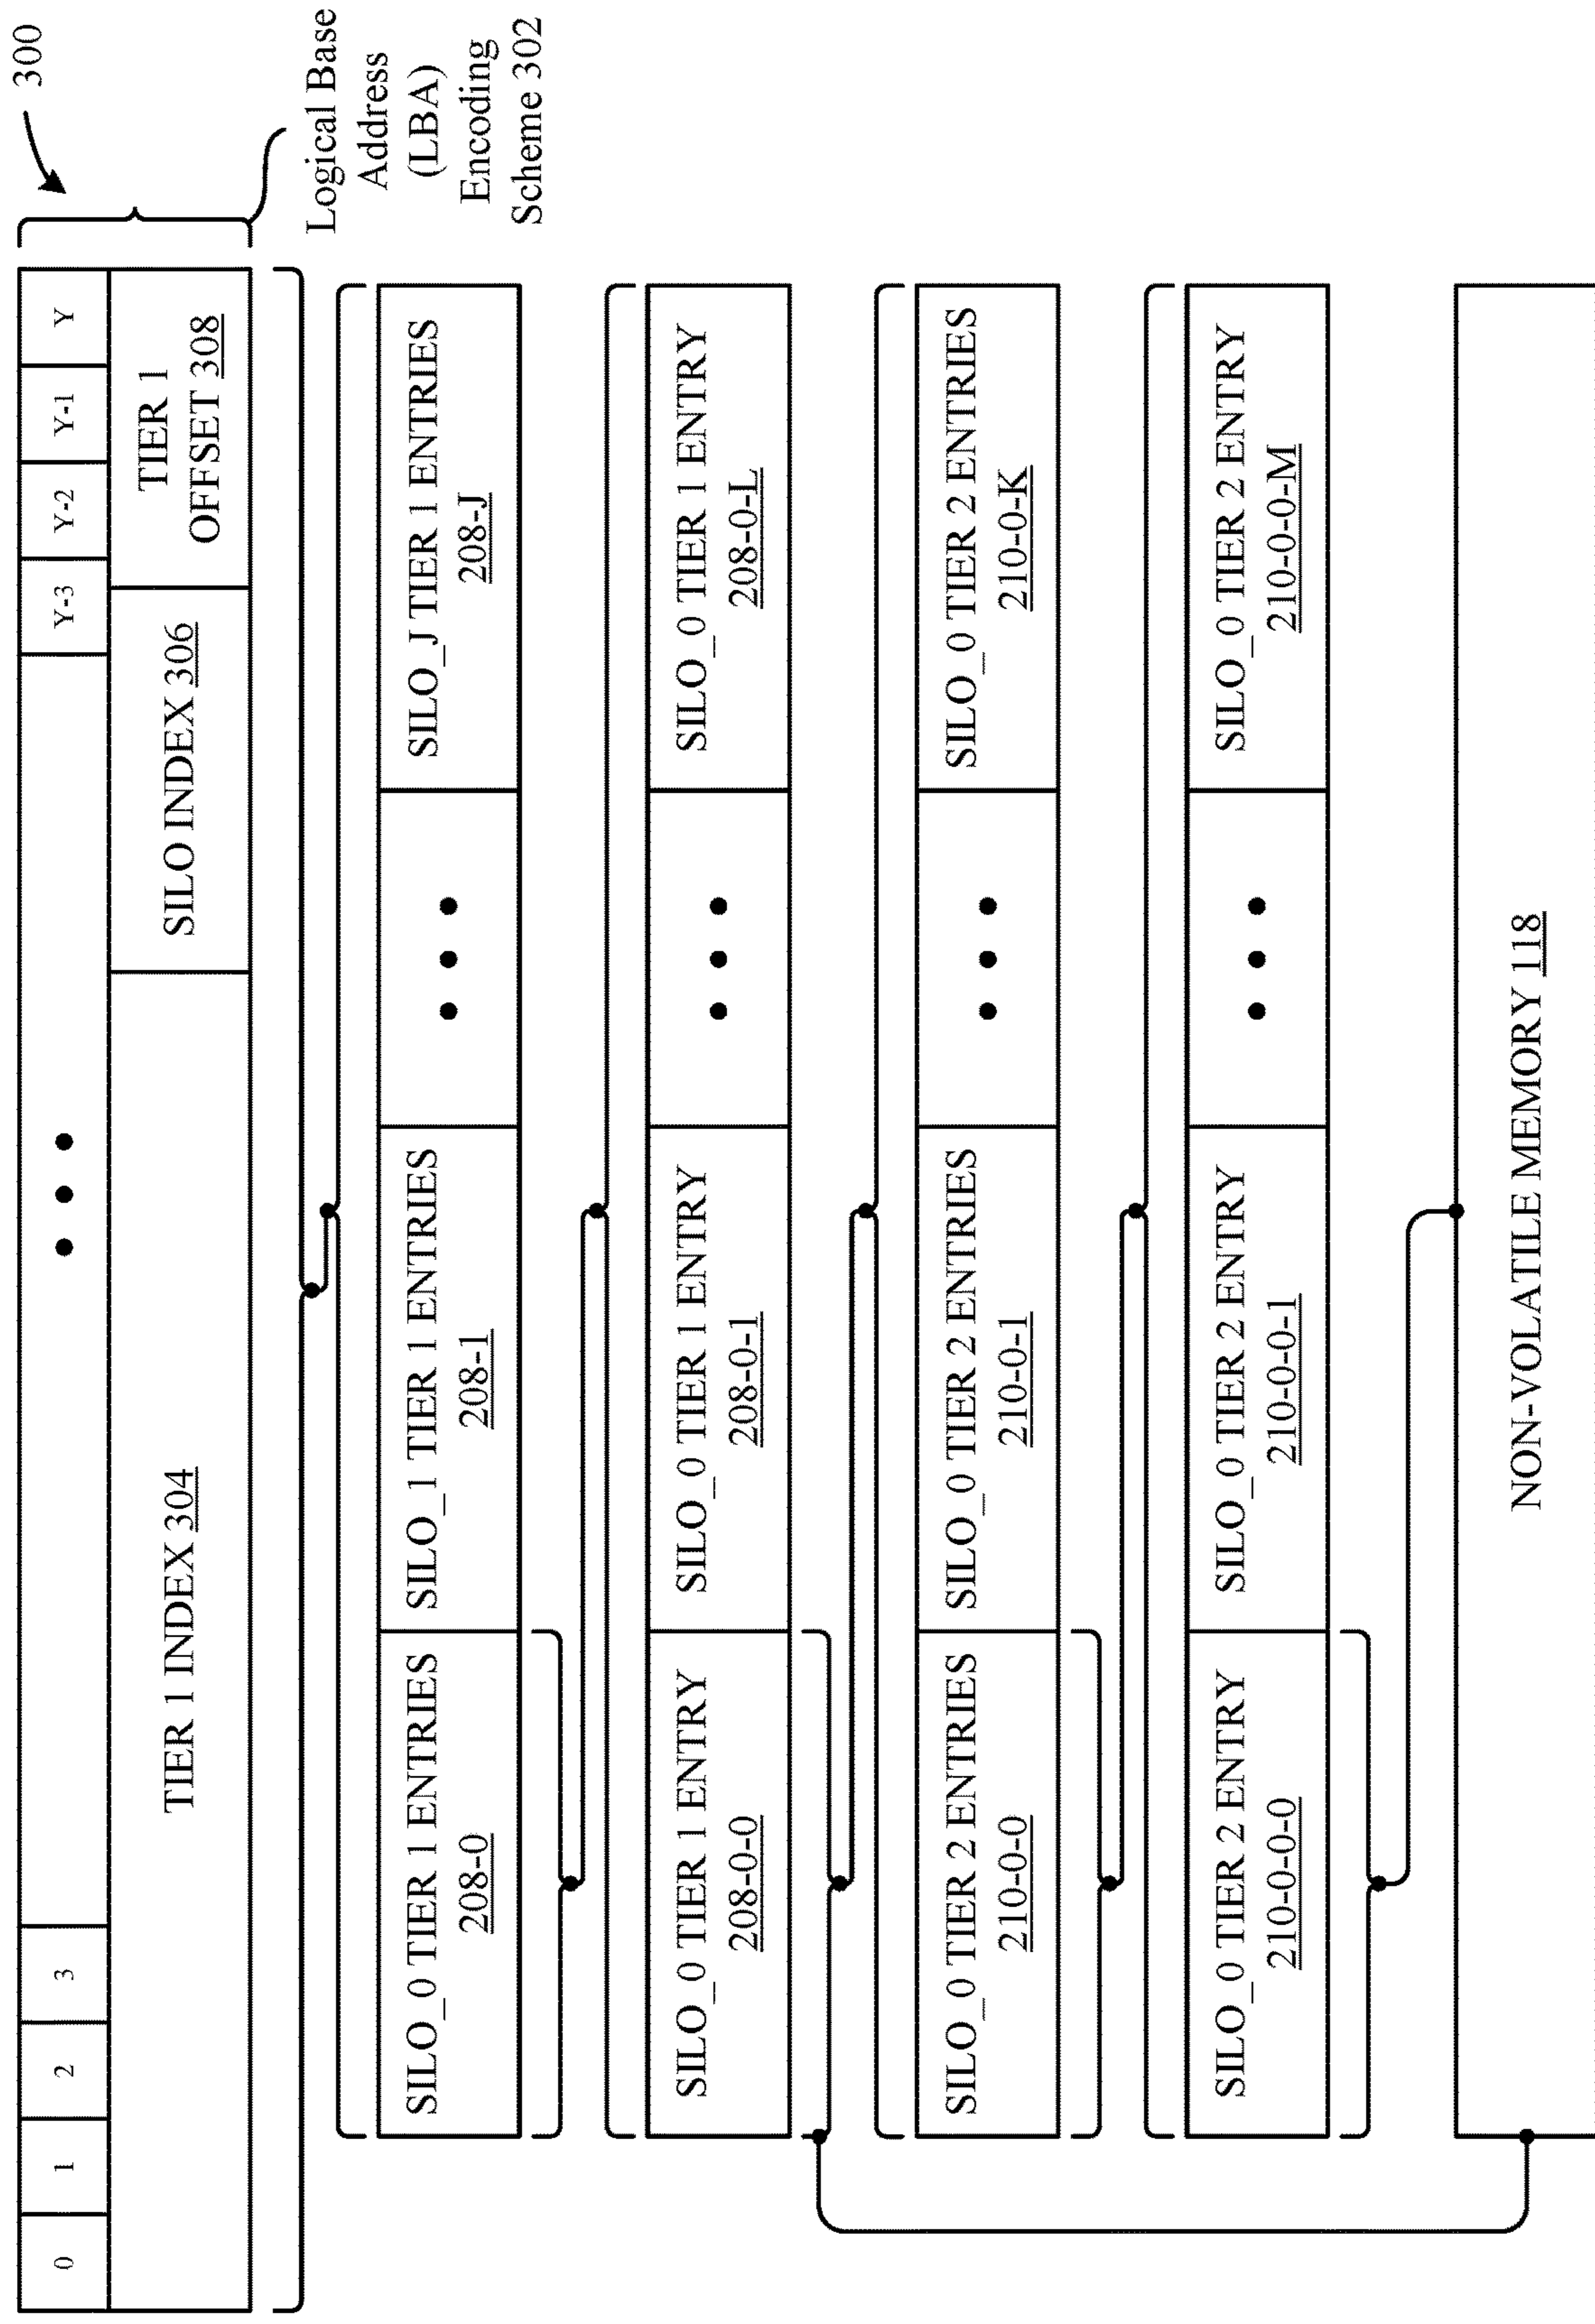 300
0 1 2 3 ••• Y-3 Y-2 Y-1 Y
TIER 1 INDEX 304
SILO INDEX 306
TIER 1
OFFSET 308
Logical Base
Address
(LBA)
Encoding
Scheme 302
SILO_0 TIER 1 ENTRIES
208-0
SILO_1 TIER 1 ENTRIES
208-1
•••
SILO_J TIER 1 ENTRIES
208-J
SILO_0 TIER 1 ENTRY
208-0-0
SILO_0 TIER 1 ENTRY
208-0-1
•••
SILO_0 TIER 1 ENTRY
208-0-L
SILO_0 TIER 2 ENTRIES
210-0-0
SILO_0 TIER 2 ENTRIES
210-0-1
•••
SILO_0 TIER 2 ENTRIES
210-0-K
SILO_0 TIER 2 ENTRY
210-0-0-0
SILO_0 TIER 2 ENTRY
210-0-0-1
•••
SILO_0 TIER 2 ENTRY
210-0-0-M
NON-VOLATILE MEMORY 118